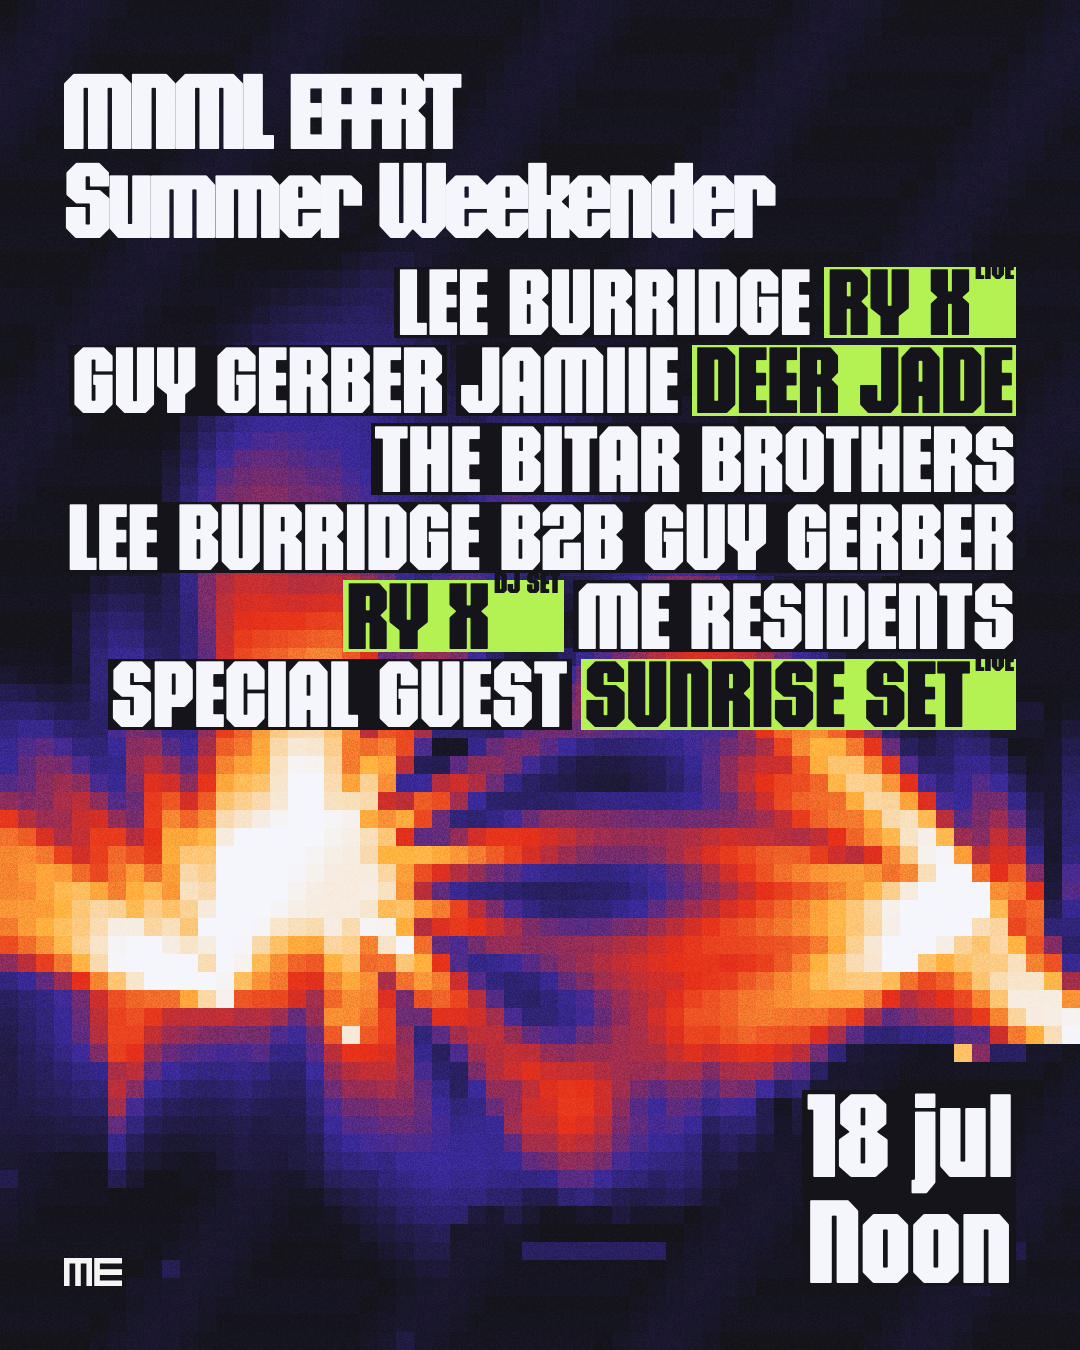 MNML EFFRT
Summer Weekender
LEE BURRIDGE RY X LIVE
GUY GERBER JAMIIE DEER JADE
THE BITAR BROTHERS
LEE BURRIDGE B2B GUY GERBER
RY X DJ SET ME RESIDENTS
SPECIAL GUEST SUNRISE SET LIVE
18 jul
Noon
ME